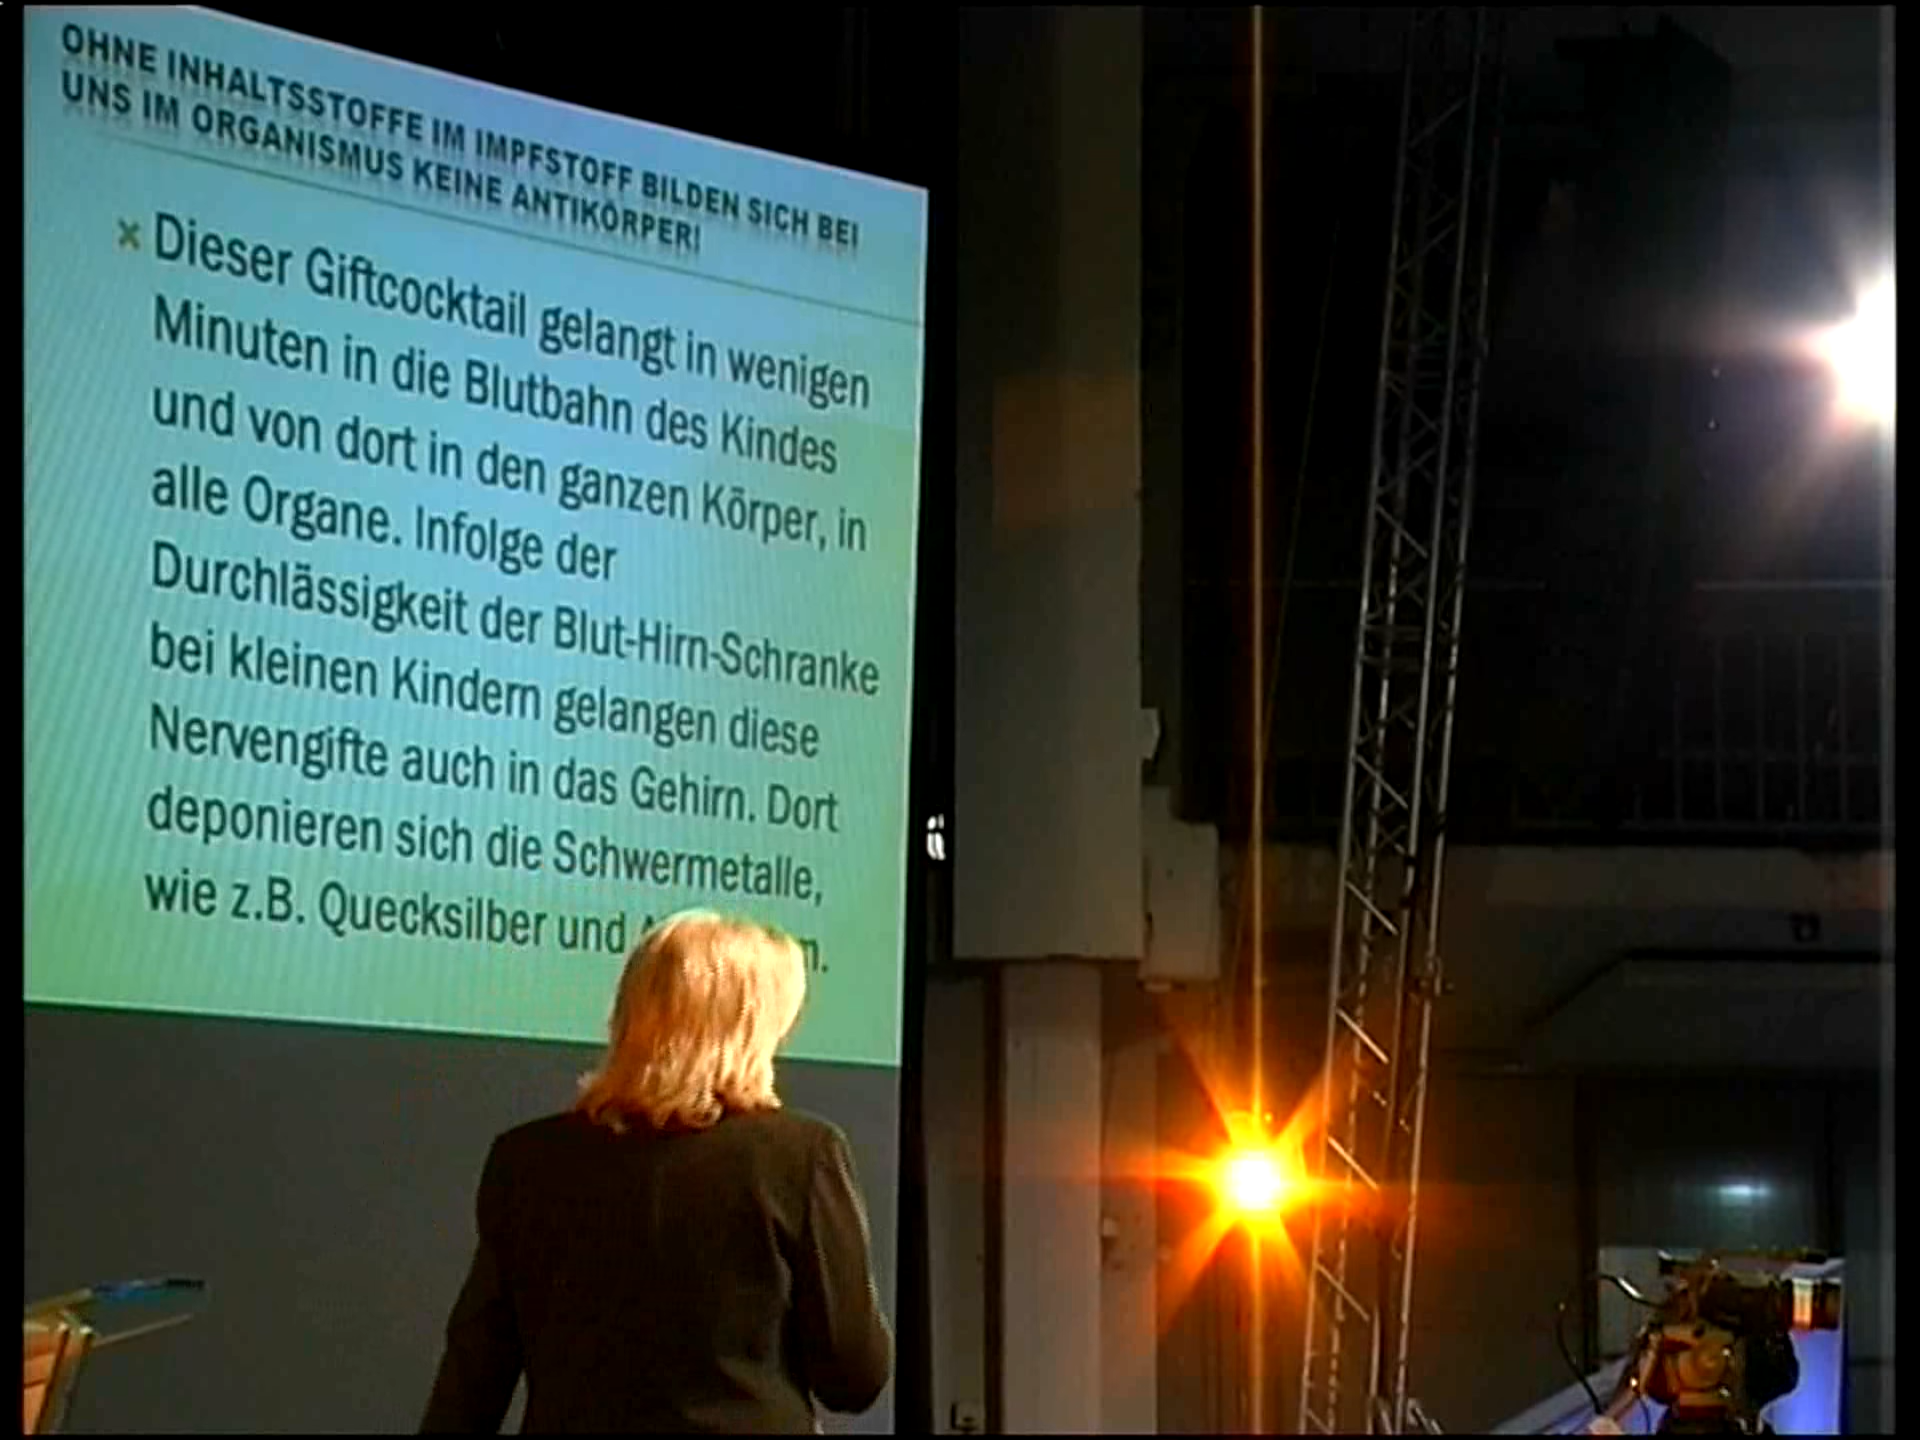 OHNE INHALTSSTOFFE IM IMPFSTOFF BILDEN SICH BEI
UNS IM ORGANISMUS KEINE ANTIKÖRPER!
× Dieser Giftcocktail gelangt in wenigen
Minuten in die Blutbahn des Kindes
und von dort in den ganzen Körper, in
alle Organe. Infolge der
Durchlässigkeit der Blut-Hirn-Schranke
bei kleinen Kindern gelangen diese
Nervengifte auch in das Gehirn. Dort
deponieren sich die Schwermetalle,
wie z.B. Quecksilber und